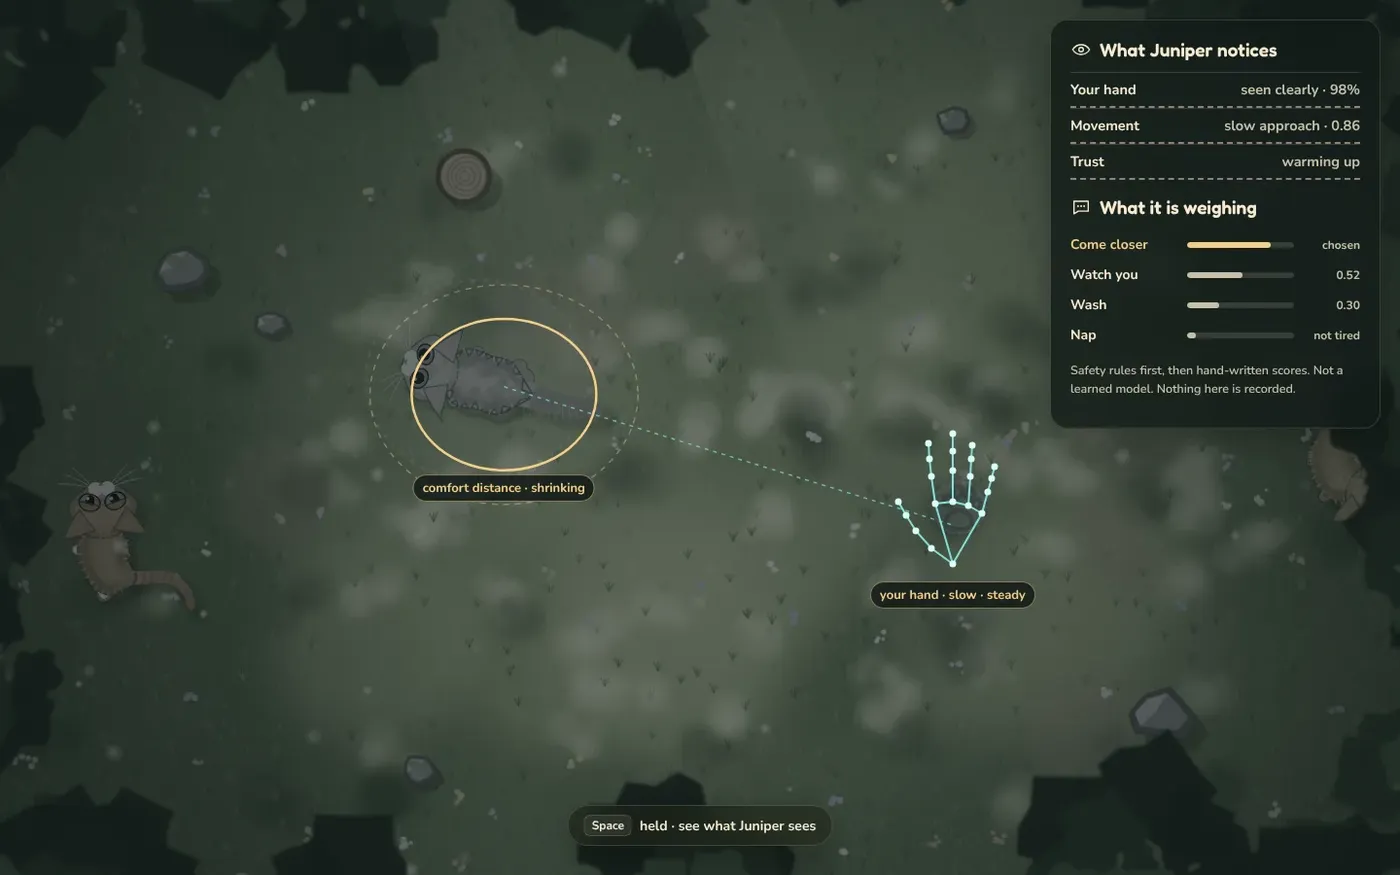 What Juniper notices
Your hand seen clearly · 98%
Movement slow approach · 0.86
Trust warming up
What it is weighing
Come closer chosen
Watch you 0.52
Wash 0.30
Nap not tired
Safety rules first, then hand-written scores. Not a
learned model. Nothing here is recorded.
comfort distance · shrinking
your hand · slow · steady
Space held · see what Juniper sees